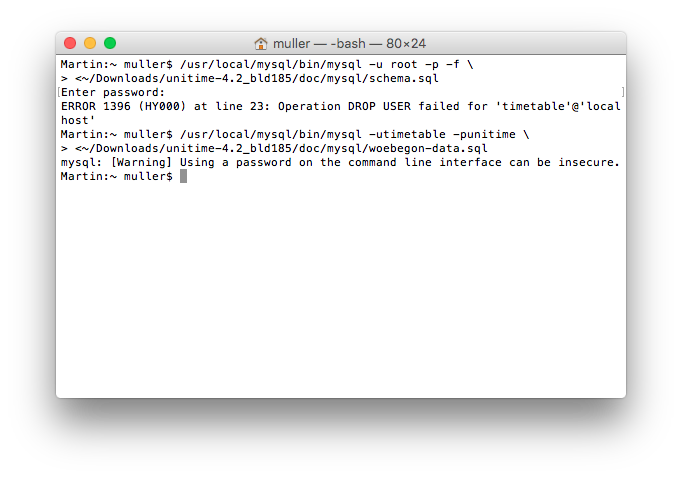 muller — -bash — 80×24
Martin:~ muller$ /usr/local/mysql/bin/mysql -u root -p -f \
> <~/Downloads/unitime-4.2_bld185/doc/mysql/schema.sql
[Enter password: ]
ERROR 1396 (HY000) at line 23: Operation DROP USER failed for 'timetable'@'local
host'
Martin:~ muller$ /usr/local/mysql/bin/mysql -utimetable -punitime \
> <~/Downloads/unitime-4.2_bld185/doc/mysql/woebegon-data.sql
mysql: [Warning] Using a password on the command line interface can be insecure.
Martin:~ muller$